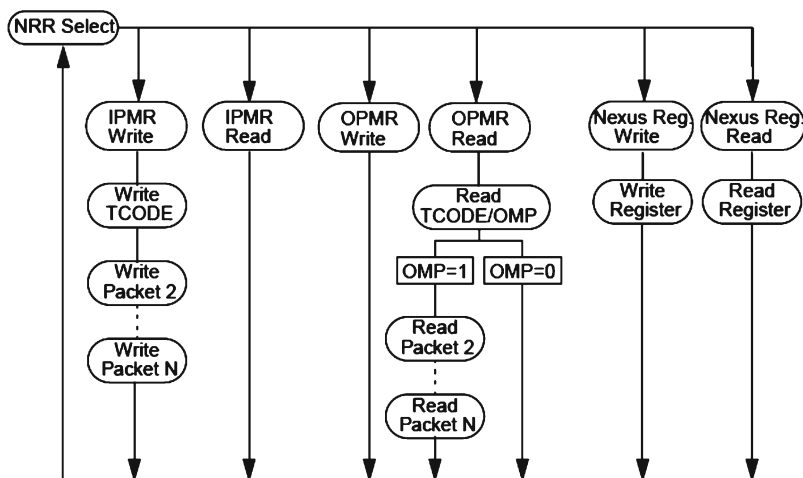 NRR Select
IPMR
Write
IPMR
Read
OPMR
Write
OPMR
Read
Nexus Reg.
Write
Nexus Regs
Read
Write
TCODE
Read
TCODE/OMP
Write
Register
Read
Register
Write
Packet 2
OMP=1
OMP=0
Read
Packet 2
Write
Packet N
Read
Packet N